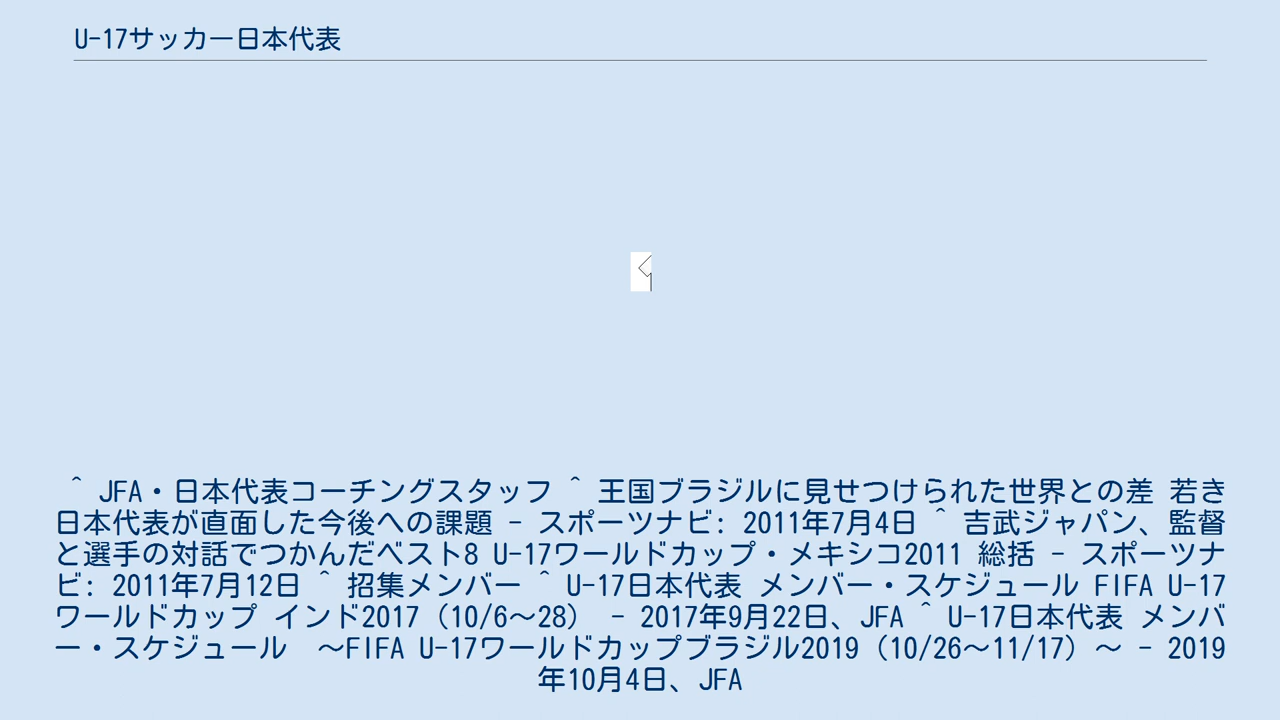 U-17サッカー日本代表
^ JFA・日本代表コーチングスタッフ ^ 王国ブラジルに見せつけられた世界との差 若き
日本代表が直面した今後への課題 - スポーツナビ: 2011年7月4日 ^ 吉武ジャパン、監督
と選手の対話でつかんだベスト8 U-17ワールドカップ・メキシコ2011 総括 - スポーツナ
ビ: 2011年7月12日 ^ 招集メンバー ^ U-17日本代表 メンバー・スケジュール FIFA U-17
ワールドカップ インド2017（10/6～28） - 2017年9月22日、JFA ^ U-17日本代表 メンバ
ー・スケジュール　～FIFA U-17ワールドカップブラジル2019（10/26～11/17）～ - 2019
年10月4日、JFA